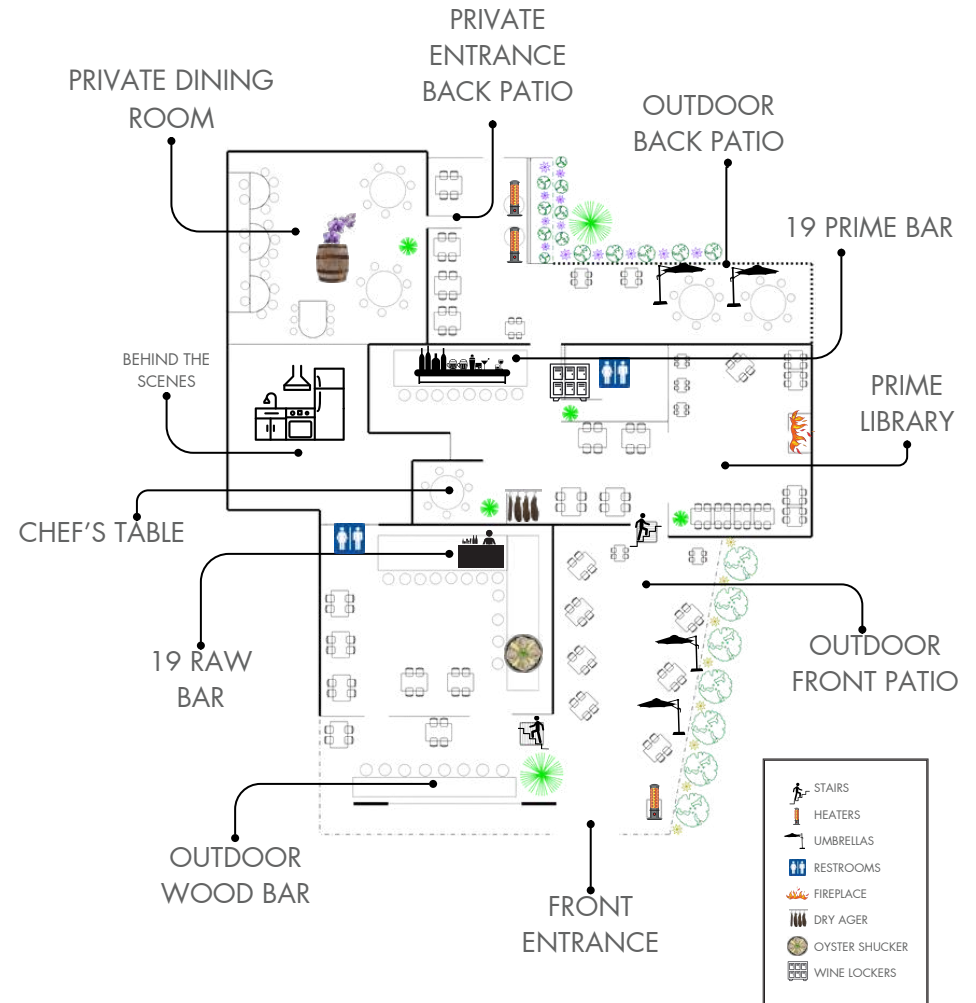 PRIVATE
ENTRANCE
BACK PATIO
PRIVATE DINING
ROOM
OUTDOOR
BACK PATIO
19 PRIME BAR
BEHIND THE
SCENES
PRIME
LIBRARY
CHEF'S TABLE
19 RAW
BAR
OUTDOOR
FRONT PATIO
OUTDOOR
WOOD BAR
FRONT
ENTRANCE
STAIRS
HEATERS
UMBRELLAS
RESTROOMS
FIREPLACE
DRY AGER
OYSTER SHUCKER
WINE LOCKERS